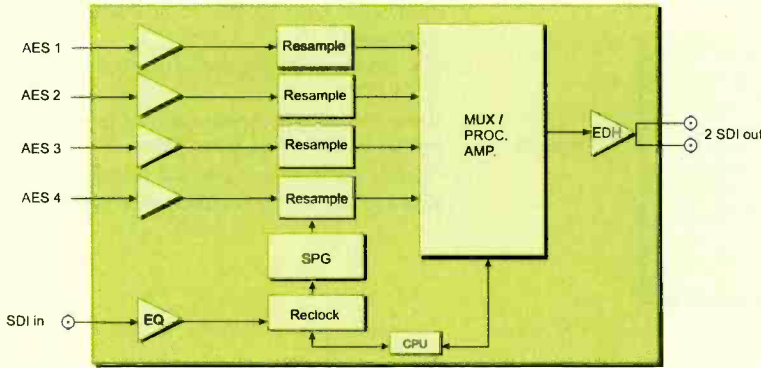 AES 1
Resample
AES 2
Resample
AES 3
Resample
AES 4
Resample
MUX /
PROC.
AMP.
EDH
2 SDI out
SPG
SDI in
EQ
Reclock
CPU